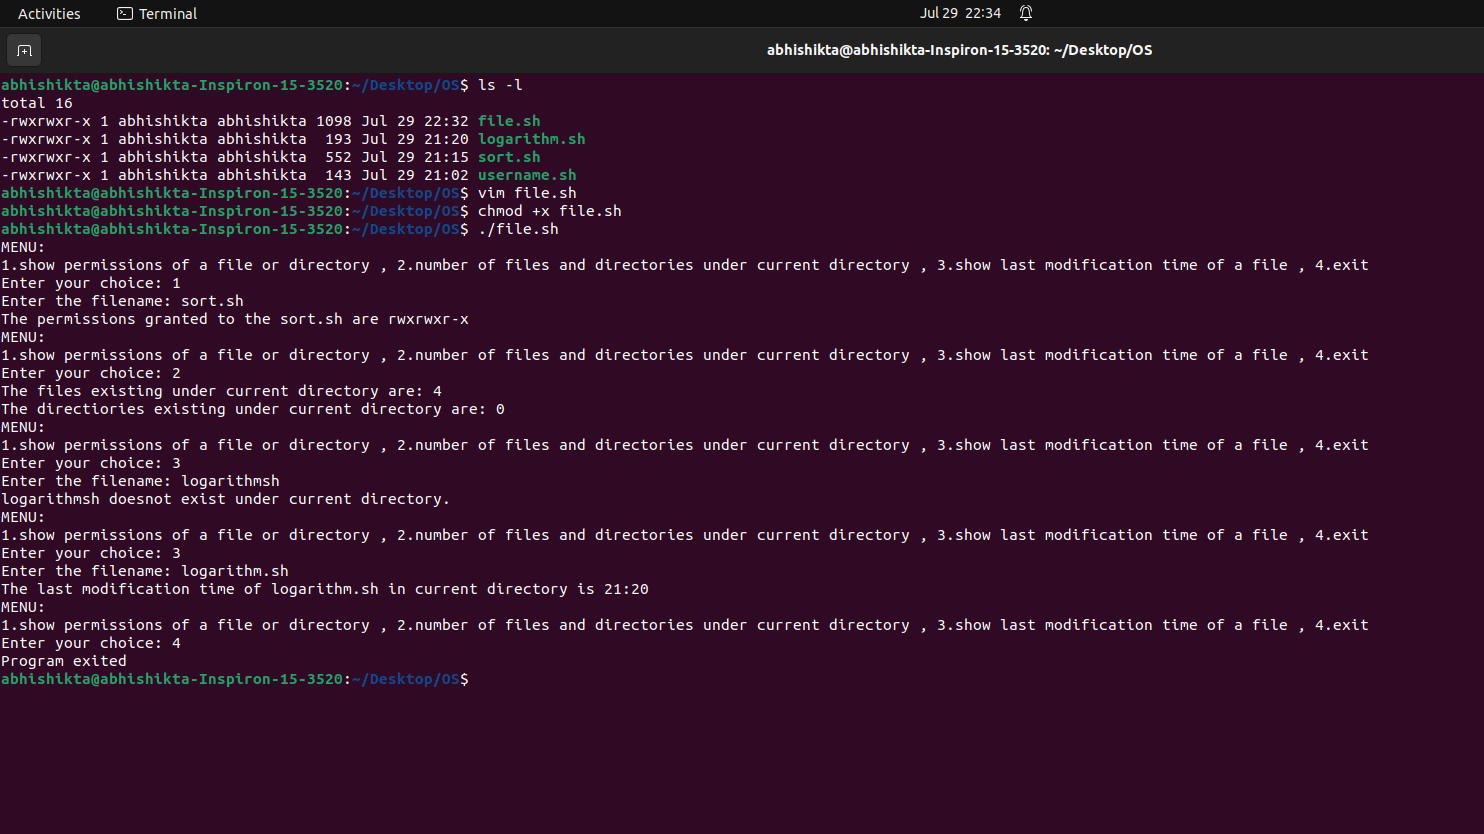 Activities Terminal Jul 29 22:34
abhishikta@abhishikta-Inspiron-15-3520: ~/Desktop/OS
abhishikta@abhishikta-Inspiron-15-3520:~/Desktop/OS$ ls -l
total 16
-rwxrwxr-x 1 abhishikta abhishikta 1098 Jul 29 22:32 file.sh
-rwxrwxr-x 1 abhishikta abhishikta  193 Jul 29 21:20 logarithm.sh
-rwxrwxr-x 1 abhishikta abhishikta  552 Jul 29 21:15 sort.sh
-rwxrwxr-x 1 abhishikta abhishikta  143 Jul 29 21:02 username.sh
abhishikta@abhishikta-Inspiron-15-3520:~/Desktop/OS$ vim file.sh
abhishikta@abhishikta-Inspiron-15-3520:~/Desktop/OS$ chmod +x file.sh
abhishikta@abhishikta-Inspiron-15-3520:~/Desktop/OS$ ./file.sh
MENU:
1.show permissions of a file or directory , 2.number of files and directories under current directory , 3.show last modification time of a file , 4.exit
Enter your choice: 1
Enter the filename: sort.sh
The permissions granted to the sort.sh are rwxrwxr-x
MENU:
1.show permissions of a file or directory , 2.number of files and directories under current directory , 3.show last modification time of a file , 4.exit
Enter your choice: 2
The files existing under current directory are: 4
The directiories existing under current directory are: 0
MENU:
1.show permissions of a file or directory , 2.number of files and directories under current directory , 3.show last modification time of a file , 4.exit
Enter your choice: 3
Enter the filename: logarithmsh
logarithmsh doesnot exist under current directory.
MENU:
1.show permissions of a file or directory , 2.number of files and directories under current directory , 3.show last modification time of a file , 4.exit
Enter your choice: 3
Enter the filename: logarithm.sh
The last modification time of logarithm.sh in current directory is 21:20
MENU:
1.show permissions of a file or directory , 2.number of files and directories under current directory , 3.show last modification time of a file , 4.exit
Enter your choice: 4
Program exited
abhishikta@abhishikta-Inspiron-15-3520:~/Desktop/OS$